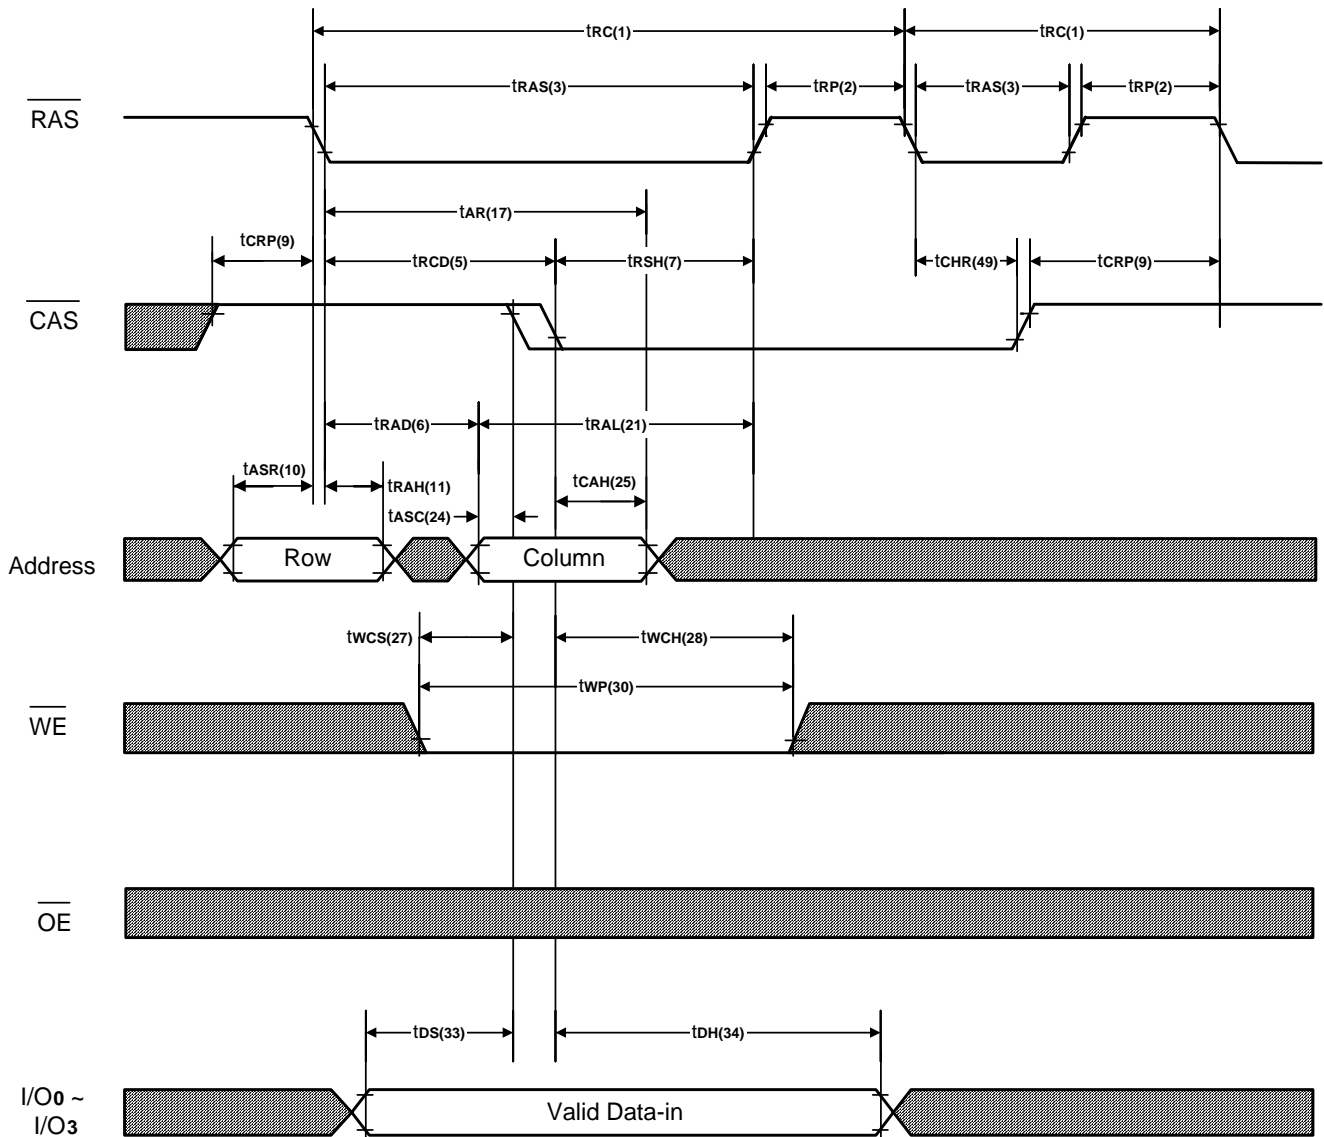 tRC(1) tRC(1)
tRAS(3) tRP(2) tRAS(3) tRP(2)
RAS
tAR(17)
tCRP(9) tRCD(5) tRSH(7) tCHR(49) tCRP(9)
CAS
tRAD(6) tRAL(21)
tASR(10) tRAH(11) tCAH(25)
tASC(24)
Address Row Column
tWCS(27) tWCH(28)
tWP(30)
WE
OE
tDS(33) tDH(34)
I/O0 ~
I/O3 Valid Data-in